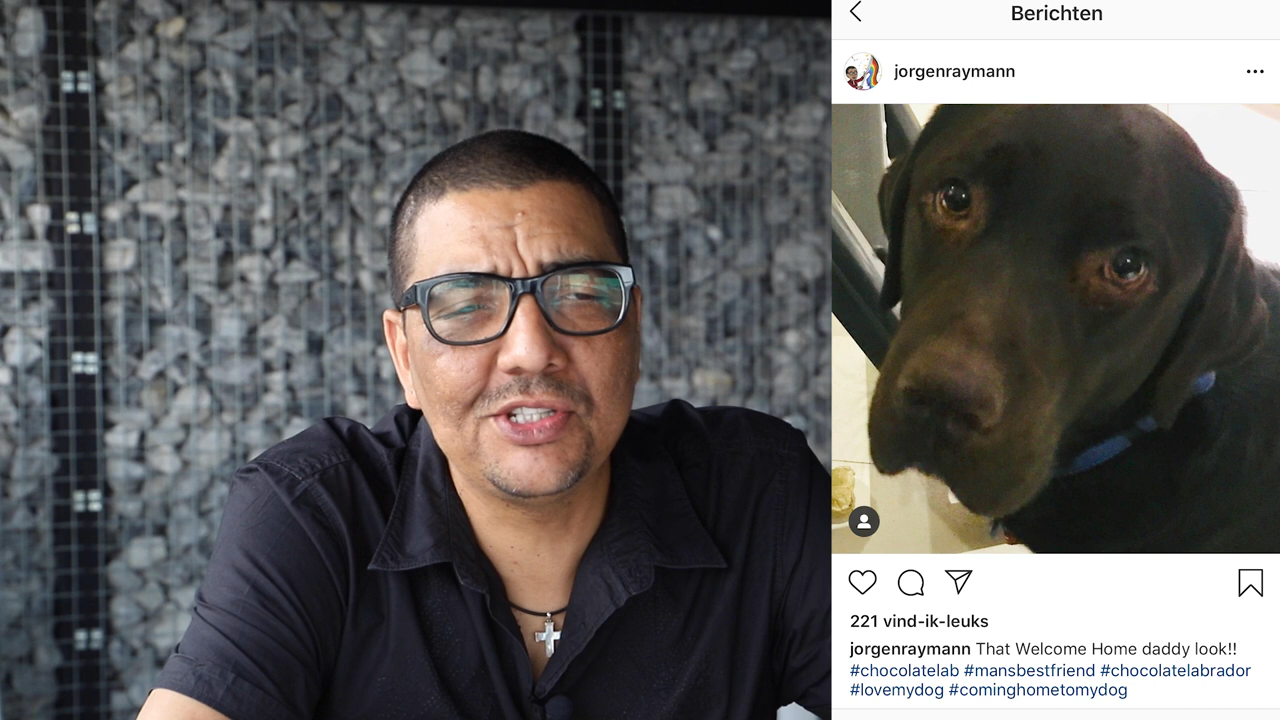 Berichten
jorgenraymann
221 vind-ik-leuks
jorgenraymann That Welcome Home daddy look!!
#chocolatelab #mansbestfriend #chocolatelabrador
#lovemydog #cominghometomydog